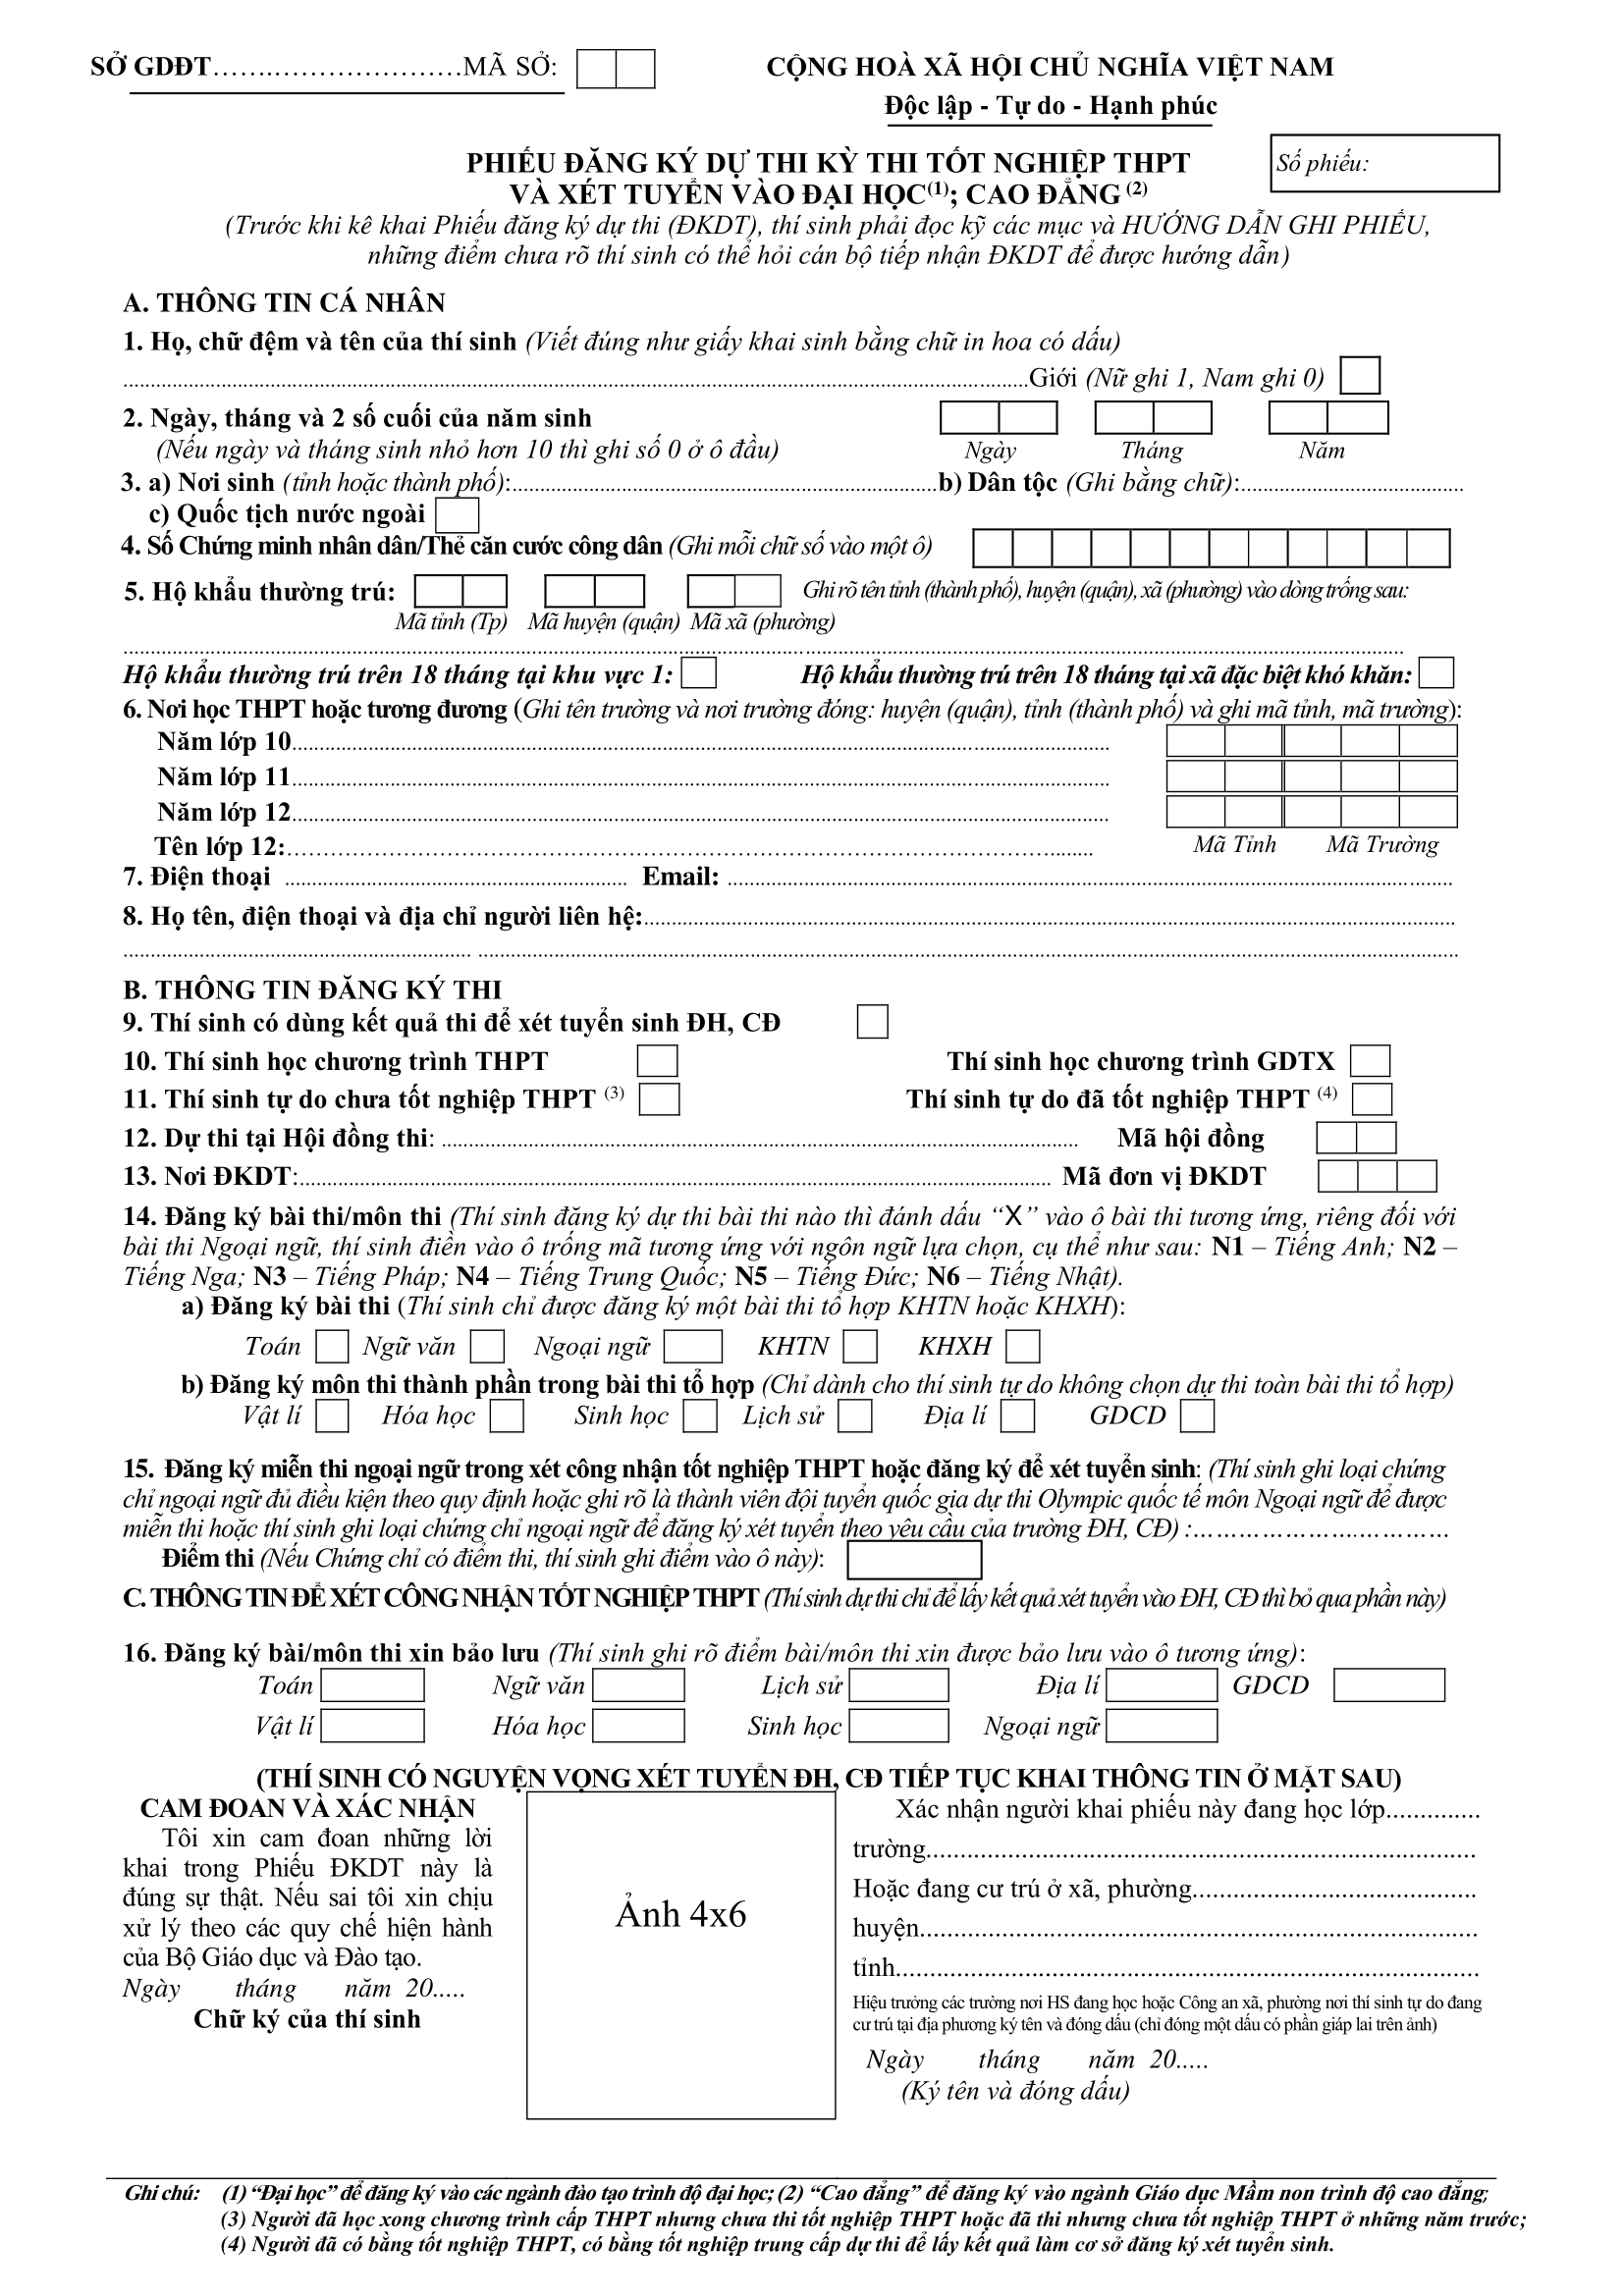 SỞ GDĐT…….…………………MÃ SỞ:
CỘNG HOÀ XÃ HỘI CHỦ NGHĨA VIỆT NAM
Độc lập - Tự do - Hạnh phúc
Số phiếu:
PHIẾU ĐĂNG KÝ DỰ THI KỲ THI TỐT NGHIỆP THPT
VÀ XÉT TUYỂN VÀO ĐẠI HỌC(1); CAO ĐẲNG (2)
(Trước khi kê khai Phiếu đăng ký dự thi (ĐKDT), thí sinh phải đọc kỹ các mục và HƯỚNG DẪN GHI PHIẾU,
những điểm chưa rõ thí sinh có thể hỏi cán bộ tiếp nhận ĐKDT để được hướng dẫn)
A. THÔNG TIN CÁ NHÂN
1. Họ, chữ đệm và tên của thí sinh (Viết đúng như giấy khai sinh bằng chữ in hoa có dấu)
..........................................................................Giới (Nữ ghi 1, Nam ghi 0)
2. Ngày, tháng và 2 số cuối của năm sinh
(Nếu ngày và tháng sinh nhỏ hơn 10 thì ghi số 0 ở ô đầu) Ngày Tháng Năm
3. a) Nơi sinh (tỉnh hoặc thành phố):..............................b) Dân tộc (Ghi bằng chữ):....................
c) Quốc tịch nước ngoài
4. Số Chứng minh nhân dân/Thẻ căn cước công dân (Ghi mỗi chữ số vào một ô)
5. Hộ khẩu thường trú: Ghi rõ tên tỉnh (thành phố), huyện (quận), xã (phường) vào dòng trống sau:
Mã tỉnh (Tp) Mã huyện (quận) Mã xã (phường)
..........................................................................
Hộ khẩu thường trú trên 18 tháng tại khu vực 1: Hộ khẩu thường trú trên 18 tháng tại xã đặc biệt khó khăn:
6. Nơi học THPT hoặc tương đương (Ghi tên trường và nơi trường đóng: huyện (quận), tỉnh (thành phố) và ghi mã tỉnh, mã trường):
Năm lớp 10..........................................................
Năm lớp 11..........................................................
Năm lớp 12..........................................................
Tên lớp 12:.......................................................... Mã Tỉnh Mã Trường
7. Điện thoại .............................. Email: ..............................
8. Họ tên, điện thoại và địa chỉ người liên hệ:..............................
..........................................................................
B. THÔNG TIN ĐĂNG KÝ THI
9. Thí sinh có dùng kết quả thi để xét tuyển sinh ĐH, CĐ
10. Thí sinh học chương trình THPT Thí sinh học chương trình GDTX
11. Thí sinh tự do chưa tốt nghiệp THPT (3) Thí sinh tự do đã tốt nghiệp THPT (4)
12. Dự thi tại Hội đồng thi: .............................. Mã hội đồng
13. Nơi ĐKDT:.............................. Mã đơn vị ĐKDT
14. Đăng ký bài thi/môn thi (Thí sinh đăng ký dự thi bài thi nào thì đánh dấu “X” vào ô bài thi tương ứng, riêng đối với
bài thi Ngoại ngữ, thí sinh điền vào ô trống mã tương ứng với ngôn ngữ lựa chọn, cụ thể như sau: N1 – Tiếng Anh; N2 –
Tiếng Nga; N3 – Tiếng Pháp; N4 – Tiếng Trung Quốc; N5 – Tiếng Đức; N6 – Tiếng Nhật).
a) Đăng ký bài thi (Thí sinh chỉ được đăng ký một bài thi tổ hợp KHTN hoặc KHXH):
Toán Ngữ văn Ngoại ngữ KHTN KHXH
b) Đăng ký môn thi thành phần trong bài thi tổ hợp (Chỉ dành cho thí sinh tự do không chọn dự thi toàn bài thi tổ hợp)
Vật lí Hóa học Sinh học Lịch sử Địa lí GDCD
15. Đăng ký miễn thi ngoại ngữ trong xét công nhận tốt nghiệp THPT hoặc đăng ký để xét tuyển sinh: (Thí sinh ghi loại chứng
chỉ ngoại ngữ đủ điều kiện theo quy định hoặc ghi rõ là thành viên đội tuyển quốc gia dự thi Olympic quốc tế môn Ngoại ngữ để được
miễn thi hoặc thí sinh ghi loại chứng chỉ ngoại ngữ để đăng ký xét tuyển theo yêu cầu của trường ĐH, CĐ) :…………………………
Điểm thi (Nếu Chứng chỉ có điểm thi, thí sinh ghi điểm vào ô này):
C. THÔNG TIN ĐỂ XÉT CÔNG NHẬN TỐT NGHIỆP THPT (Thí sinh dự thi chỉ để lấy kết quả xét tuyển vào ĐH, CĐ thì bỏ qua phần này)
16. Đăng ký bài/môn thi xin bảo lưu (Thí sinh ghi rõ điểm bài/môn thi xin được bảo lưu vào ô tương ứng):
Toán Ngữ văn Lịch sử Địa lí GDCD
Vật lí Hóa học Sinh học Ngoại ngữ
(THÍ SINH CÓ NGUYỆN VỌNG XÉT TUYỂN ĐH, CĐ TIẾP TỤC KHAI THÔNG TIN Ở MẶT SAU)
CAM ĐOAN VÀ XÁC NHẬN
Tôi xin cam đoan những lời
khai trong Phiếu ĐKDT này là
đúng sự thật. Nếu sai tôi xin chịu
xử lý theo các quy chế hiện hành
của Bộ Giáo dục và Đào tạo.
Ngày tháng năm 20.....
Chữ ký của thí sinh
Ảnh 4x6
Xác nhận người khai phiếu này đang học lớp..............
trường..............................
Hoặc đang cư trú ở xã, phường..............................
huyện..............................
tỉnh..............................
Hiệu trưởng các trường nơi HS đang học hoặc Công an xã, phường nơi thí sinh tự do đang
cư trú tại địa phương ký tên và đóng dấu (chỉ đóng một dấu có phần giáp lai trên ảnh)
Ngày tháng năm 20.....
(Ký tên và đóng dấu)
Ghi chú: (1) “Đại học” để đăng ký vào các ngành đào tạo trình độ đại học; (2) “Cao đẳng” để đăng ký vào ngành Giáo dục Mầm non trình độ cao đẳng;
(3) Người đã học xong chương trình cấp THPT nhưng chưa thi tốt nghiệp THPT hoặc đã thi nhưng chưa tốt nghiệp THPT ở những năm trước;
(4) Người đã có bằng tốt nghiệp THPT, có bằng tốt nghiệp trung cấp dự thi để lấy kết quả làm cơ sở đăng ký xét tuyển sinh.